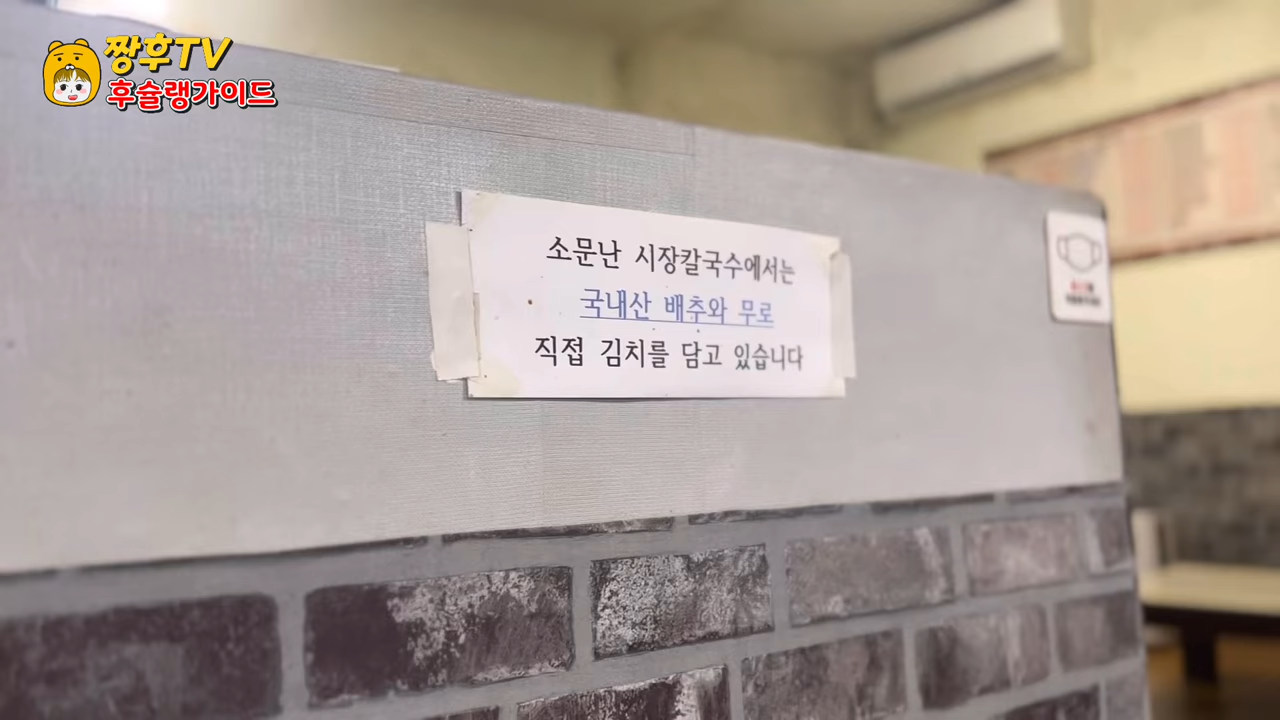 짱후TV
후슐랭가이드
소문난 시장칼국수에서는
국내산 배추와 무로
직접 김치를 담고 있습니다